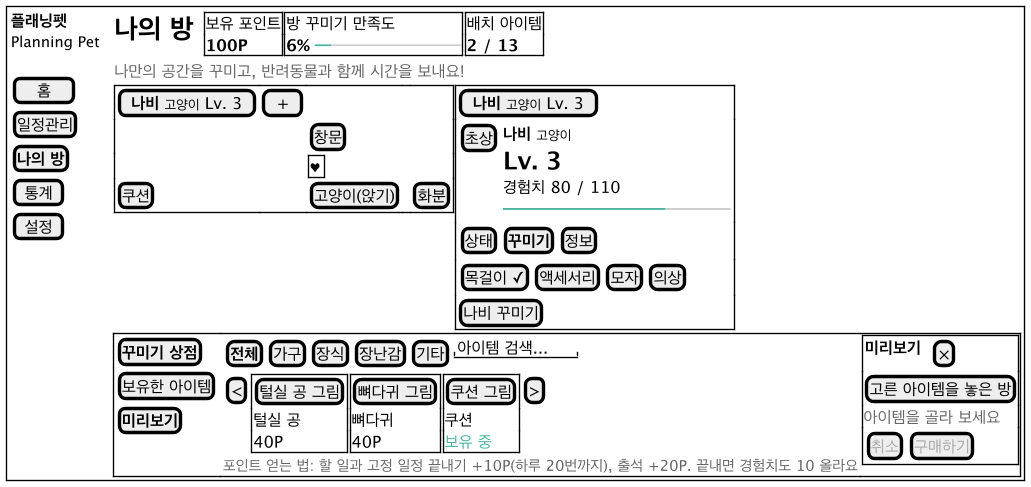 플래닝펫
Planning Pet
홈
일정관리
나의 방
통계
설정
나의 방
보유 포인트
100P
방 꾸미기 만족도
6%
배치 아이템
2 / 13
나만의 공간을 꾸미고, 반려동물과 함께 시간을 보내요!
나비 고양이 Lv. 3
+
창문
♥
쿠션
고양이(앉기)
화분
나비 고양이 Lv. 3
초상
나비 고양이
Lv. 3
경험치 80 / 110
상태 꾸미기 정보
목걸이 ✓ 액세서리 모자 의상
나비 꾸미기
꾸미기 상점
보유한 아이템
미리보기
전체 가구 장식 장난감 기타 아이템 검색...
<
털실 공 그림
털실 공
40P
뼈다귀 그림
뼈다귀
40P
쿠션 그림
쿠션
보유 중
>
포인트 얻는 법: 할 일과 고정 일정 끝내기 +10P(하루 20번까지), 출석 +20P. 끝내면 경험치도 10 올라요
미리보기 ×
고른 아이템을 놓은 방
아이템을 골라 보세요
취소 구매하기